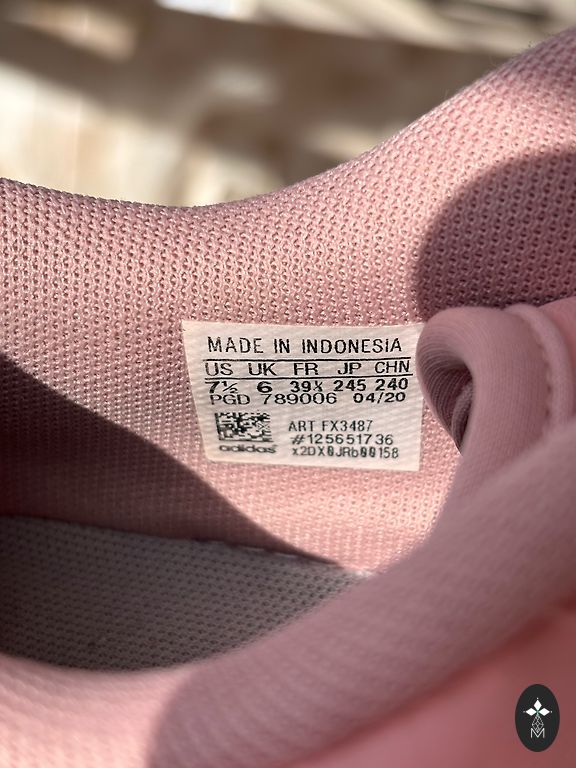 MADE IN INDONESIA
US UK FR JP CHN
7½ 6 39⅓ 245 240
PGD 789006 04/20
ART FX3487
#125651736
adidas x2DX0JRb00158
M